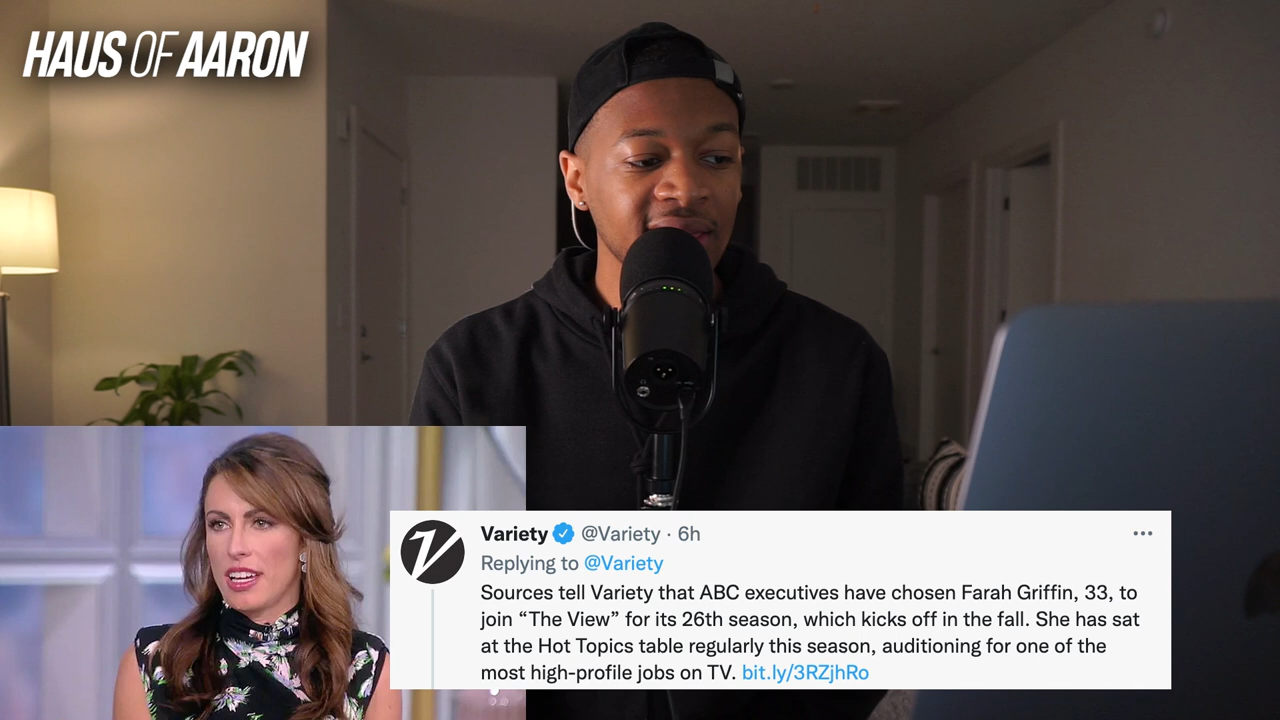 HAUS OF AARON
Variety @Variety · 6h
Replying to @Variety
Sources tell Variety that ABC executives have chosen Farah Griffin, 33, to
join “The View” for its 26th season, which kicks off in the fall. She has sat
at the Hot Topics table regularly this season, auditioning for one of the
most high-profile jobs on TV. bit.ly/3RZjhRo